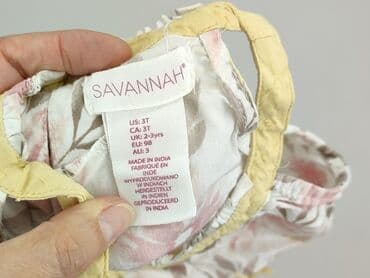 SAVANNAH®
US: 3T
CA: 3T
UK: 2-3yrs
EU: 98
AU: 3
MADE IN INDIA
FABRIQUÉ EN
INDE
WYPRODUKOWANO
W INDIACH
HERGESTELLT
IN INDIEN
GEPRODUCEERD
IN INDIA